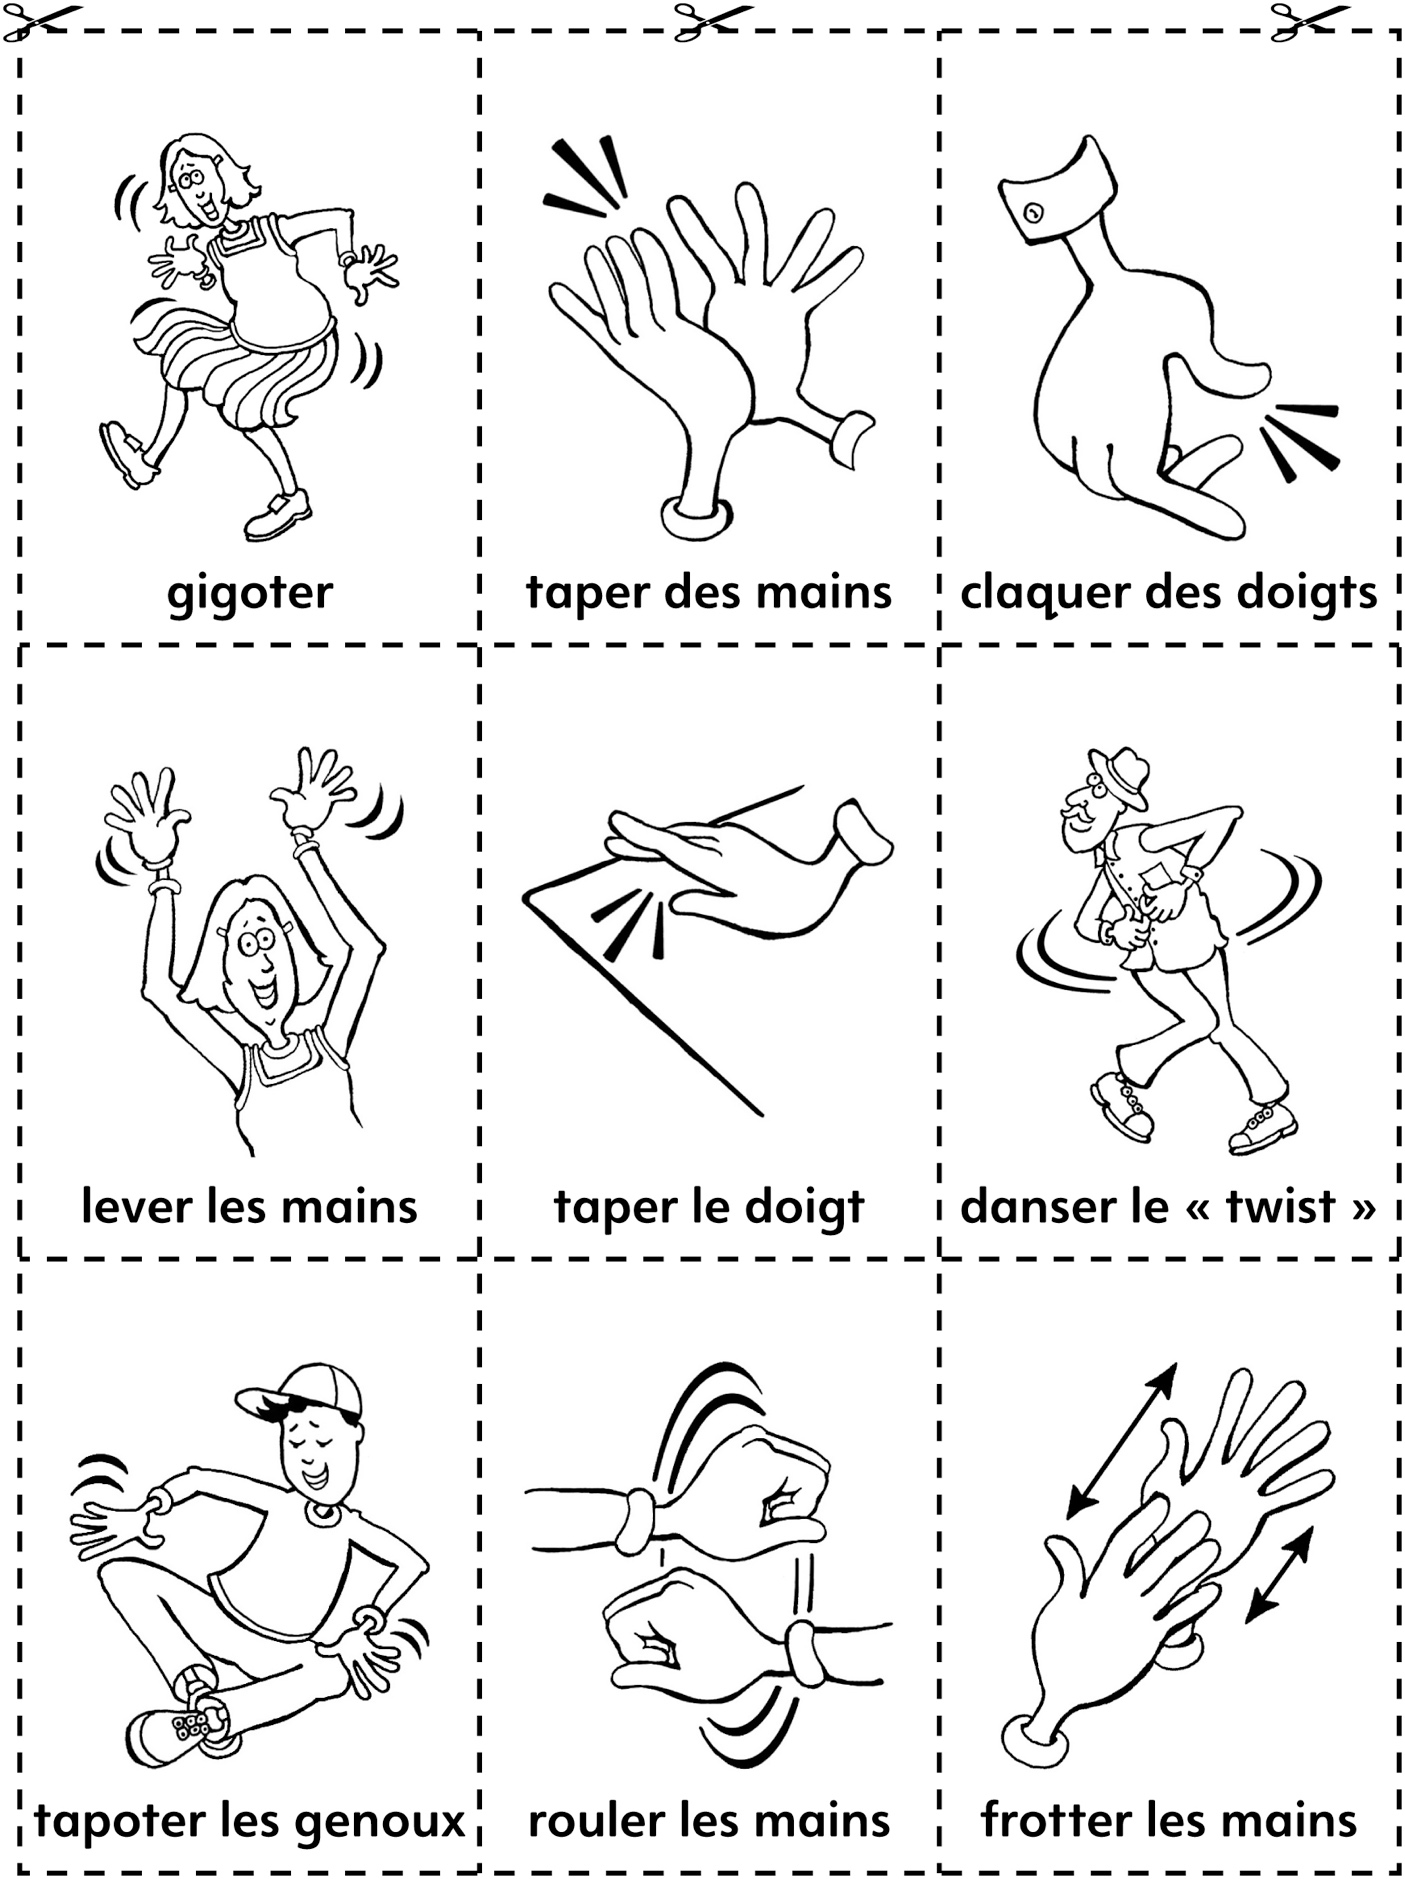 gigoter
taper des mains
claquer des doigts
lever les mains
taper le doigt
danser le « twist »
tapoter les genoux
rouler les mains
frotter les mains